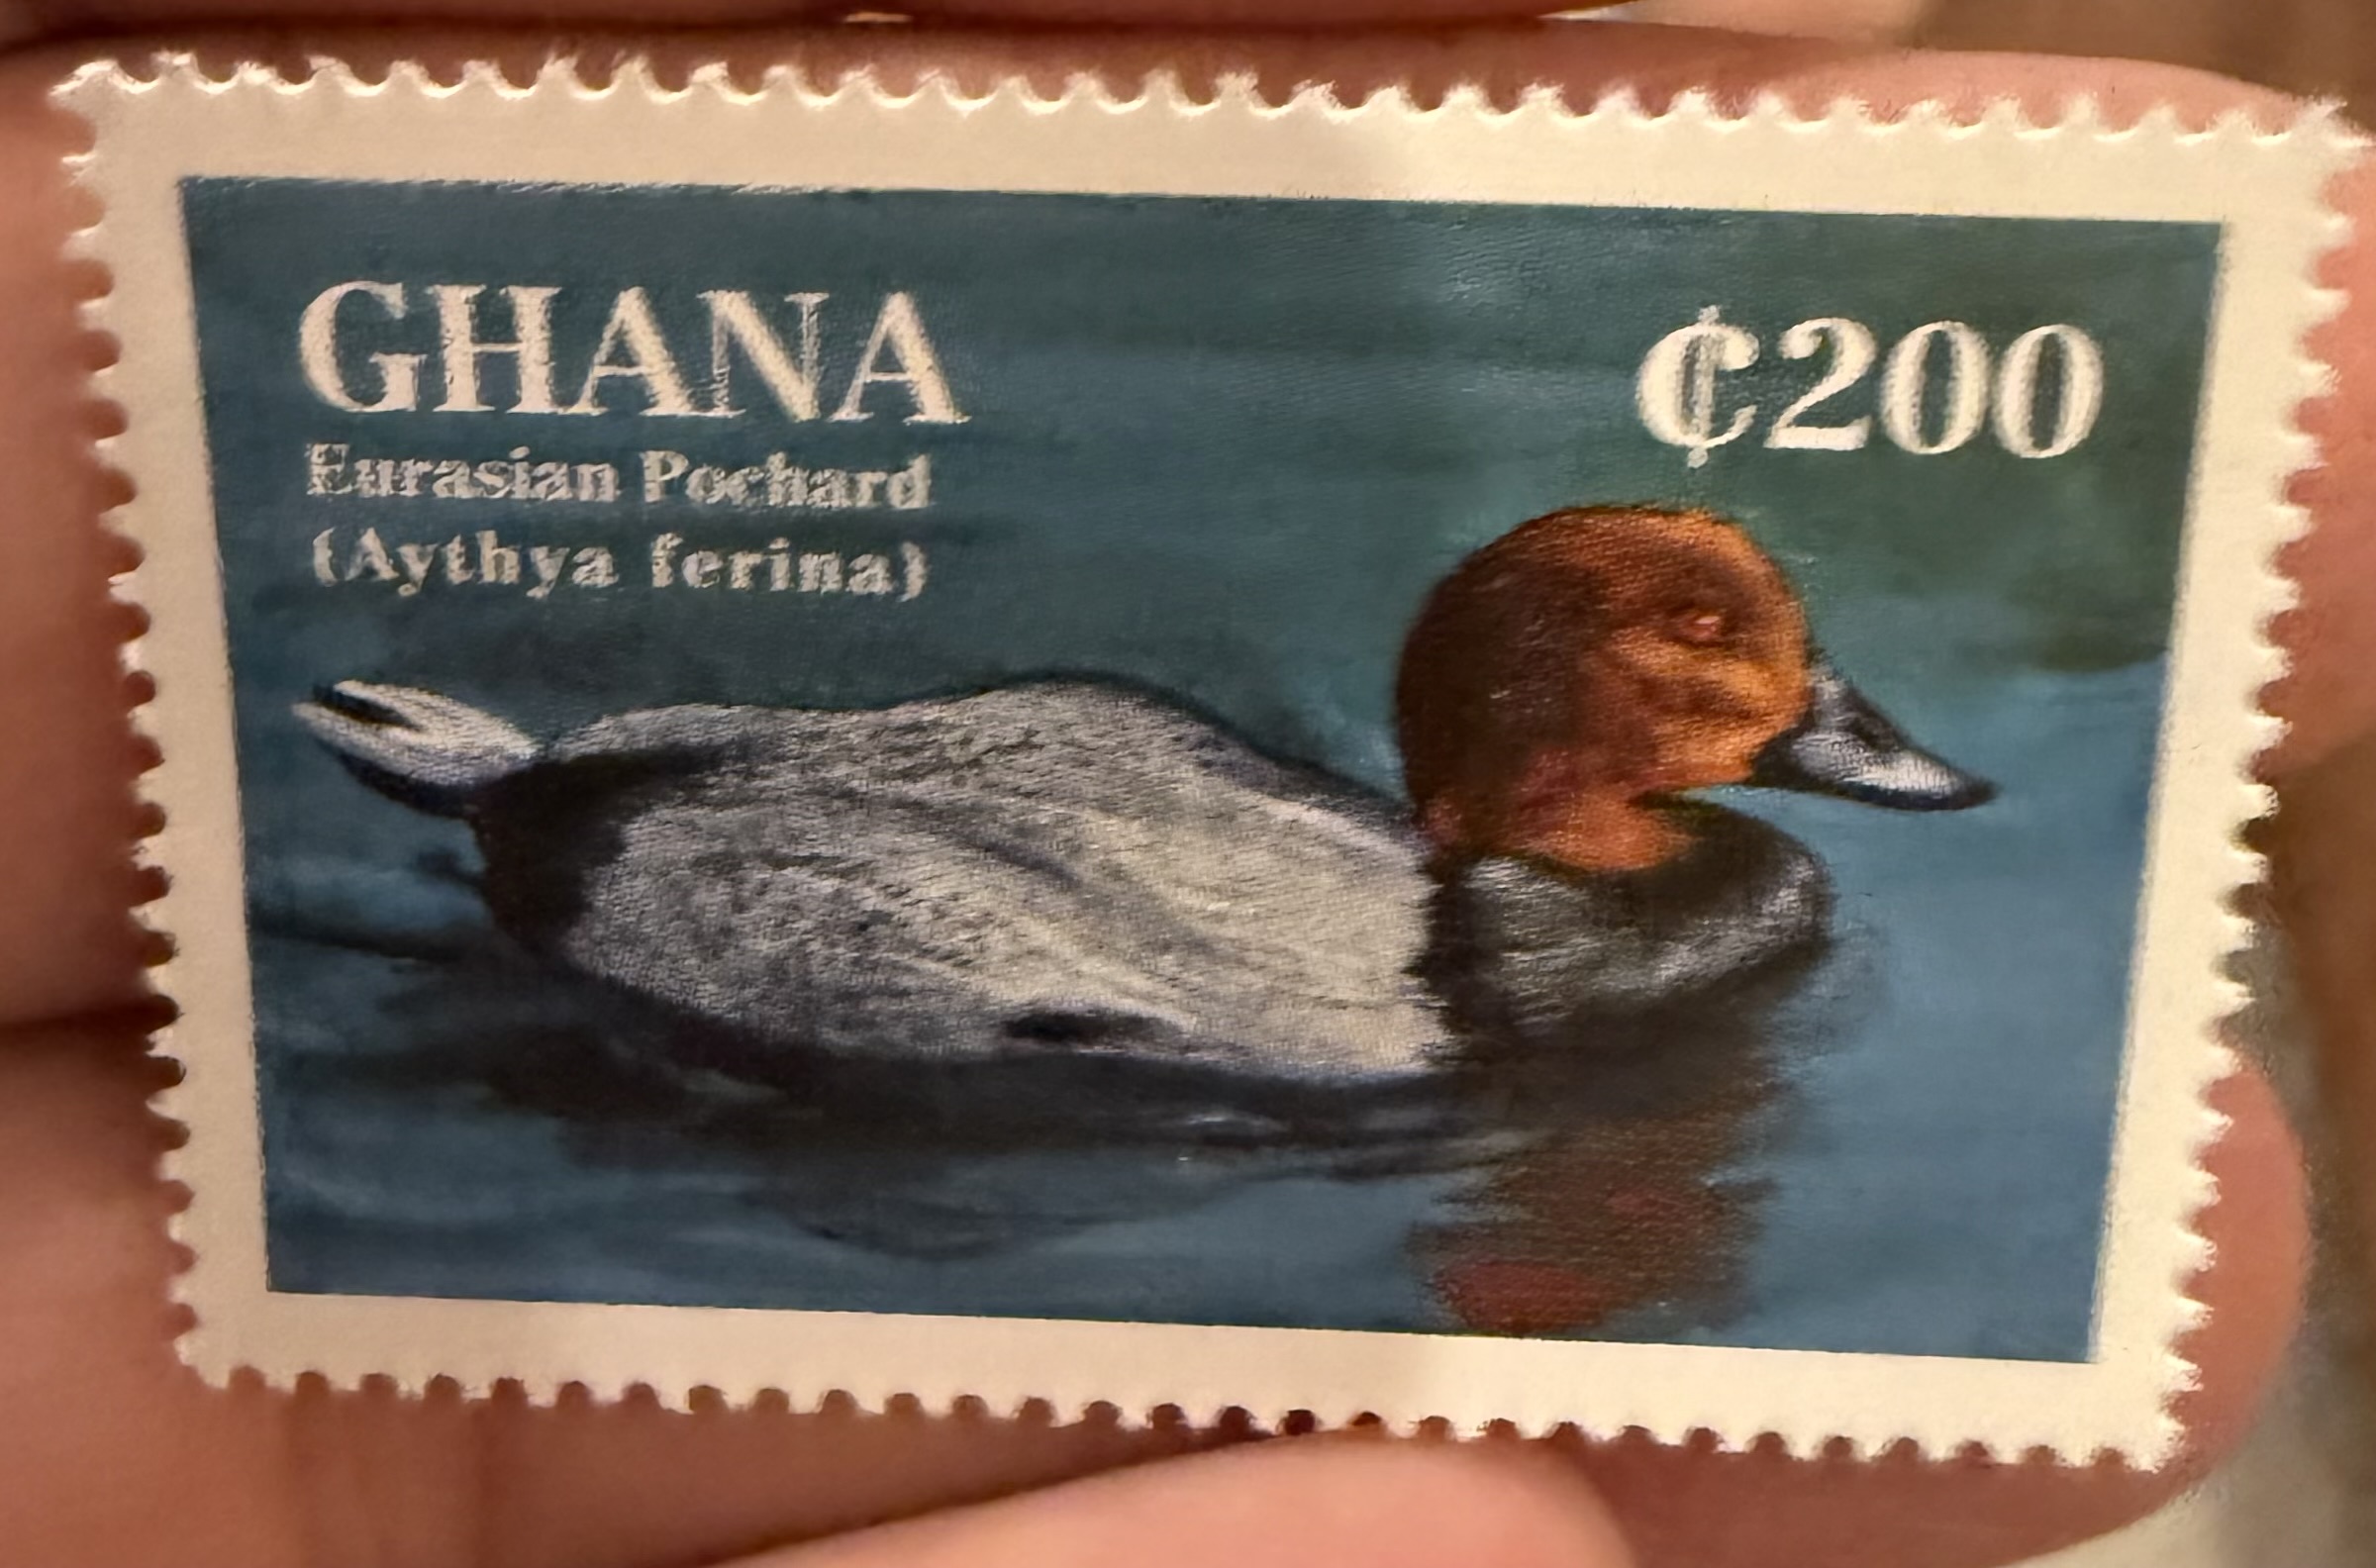 GHANA
₵200
Eurasian Pochard
(Aythya ferina)